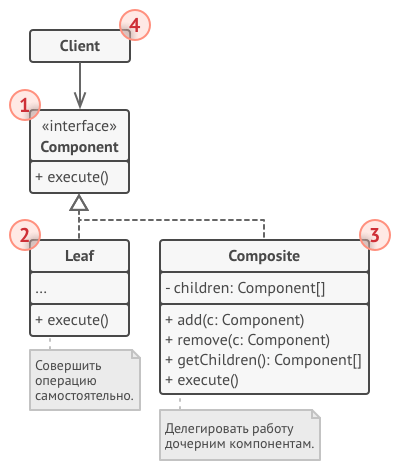 4
Client
1
«interface»
Component
+ execute()
2
Leaf
...
+ execute()
Совершить
операцию
самостоятельно.
3
Composite
- children: Component[]
+ add(c: Component)
+ remove(c: Component)
+ getChildren(): Component[]
+ execute()
Делегировать работу
дочерним компонентам.